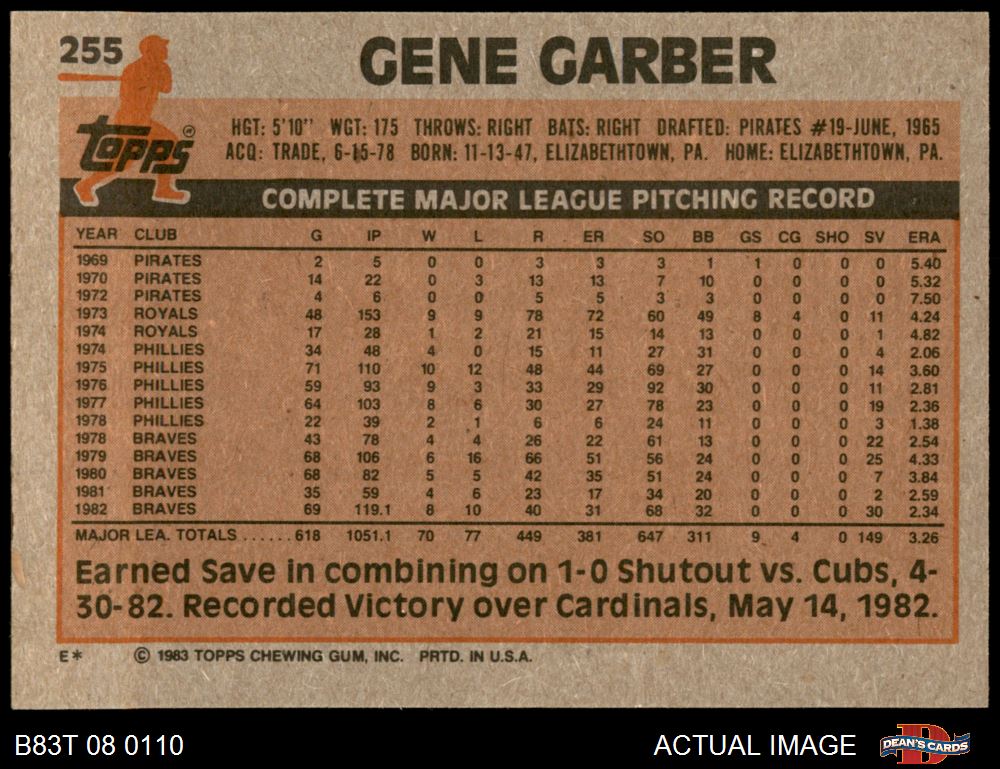 255 GENE GARBER
Topps
HGT: 5'10" WGT: 175 THROWS: RIGHT BATS: RIGHT DRAFTED: PIRATES #19-JUNE, 1965
ACQ: TRADE, 6-15-78 BORN: 11-13-47, ELIZABETHTOWN, PA. HOME: ELIZABETHTOWN, PA.
COMPLETE MAJOR LEAGUE PITCHING RECORD
YEAR CLUB G IP W L R ER SO BB GS CG SHO SV ERA
1969 PIRATES 2 5 0 0 3 3 3 1 1 0 0 0 5.40
1970 PIRATES 14 22 0 3 13 13 7 10 0 0 0 0 5.32
1972 PIRATES 4 6 0 0 5 5 3 3 0 0 0 0 7.50
1973 ROYALS 48 153 9 9 78 72 60 49 8 4 0 11 4.24
1974 ROYALS 17 28 1 2 21 15 14 13 0 0 0 1 4.82
1974 PHILLIES 34 48 4 0 15 11 27 31 0 0 0 4 2.06
1975 PHILLIES 71 110 10 12 48 44 69 27 0 0 0 14 3.60
1976 PHILLIES 59 93 9 3 33 29 92 30 0 0 0 11 2.81
1977 PHILLIES 64 103 8 6 30 27 78 23 0 0 0 19 2.36
1978 PHILLIES 22 39 2 1 6 6 24 11 0 0 0 3 1.38
1978 BRAVES 43 78 4 4 26 22 61 13 0 0 0 22 2.54
1979 BRAVES 68 106 6 16 66 51 56 24 0 0 0 25 4.33
1980 BRAVES 68 82 5 5 42 35 51 24 0 0 0 7 3.84
1981 BRAVES 35 59 4 6 23 17 34 20 0 0 0 2 2.59
1982 BRAVES 69 119.1 8 10 40 31 68 32 0 0 0 30 2.34
MAJOR LEA. TOTALS ......618 1051.1 70 77 449 381 647 311 9 4 0 149 3.26
Earned Save in combining on 1-0 Shutout vs. Cubs, 4-
30-82. Recorded Victory over Cardinals, May 14, 1982.
E* © 1983 TOPPS CHEWING GUM, INC. PRTD. IN U.S.A.
B83T 08 0110 ACTUAL IMAGE DEAN'S CARDS